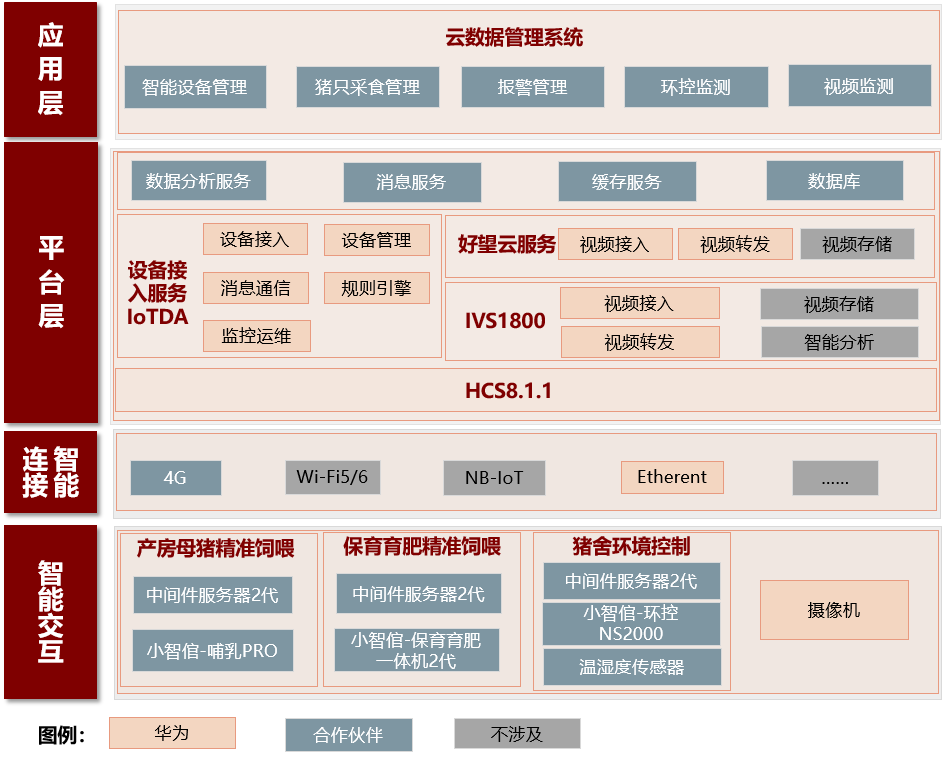 应用层
云数据管理系统
智能设备管理
猪只采食管理
报警管理
环控监测
视频监测
平台层
数据分析服务
消息服务
缓存服务
数据库
设备接
入服务
IoTDA
设备接入
设备管理
消息通信
规则引擎
监控运维
好望云服务
视频接入
视频转发
视频存储
IVS1800
视频接入
视频存储
视频转发
智能分析
HCS8.1.1
智能
连接
4G
Wi-Fi5/6
NB-IoT
Etherent
......
智能交互
产房母猪精准饲喂
中间件服务器2代
小智倌-哺乳PRO
保育育肥精准饲喂
中间件服务器2代
小智倌-保育育肥
一体机2代
猪舍环境控制
中间件服务器2代
小智倌-环控
NS2000
温湿度传感器
摄像机
图例：
华为
合作伙伴
不涉及